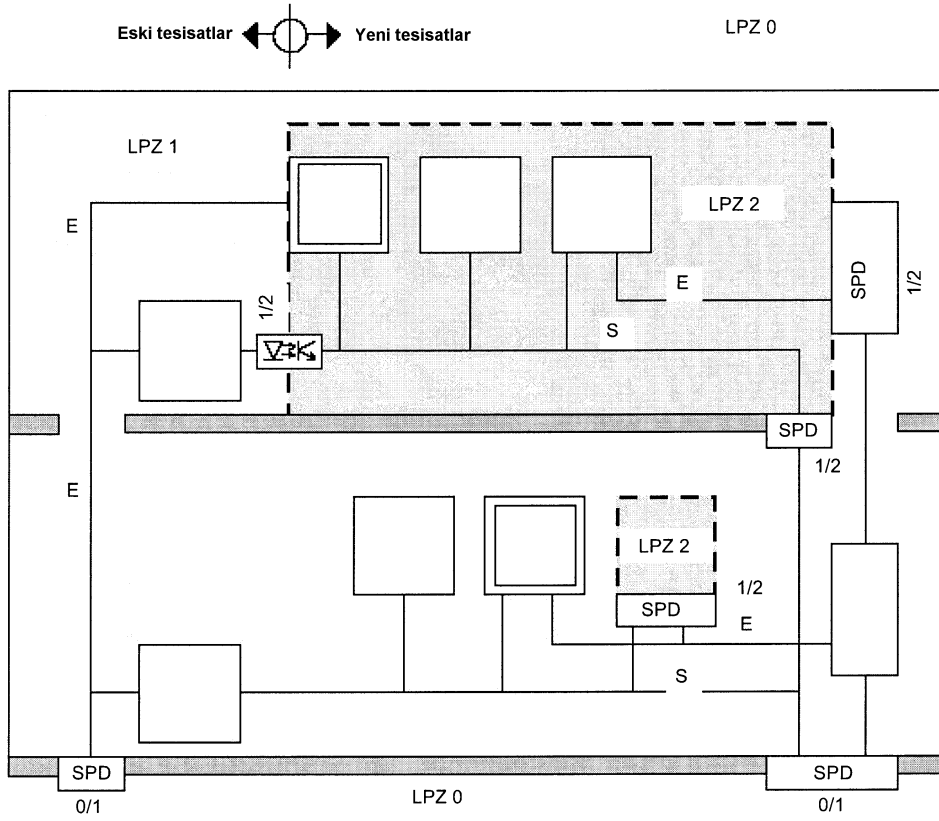 Eski tesisatlar
Yeni tesisatlar
LPZ 0
LPZ 1
LPZ 2
E
E
SPD
1/2
1/2
S
SPD
1/2
E
LPZ 2
1/2
SPD
E
S
SPD
SPD
0/1
LPZ 0
0/1